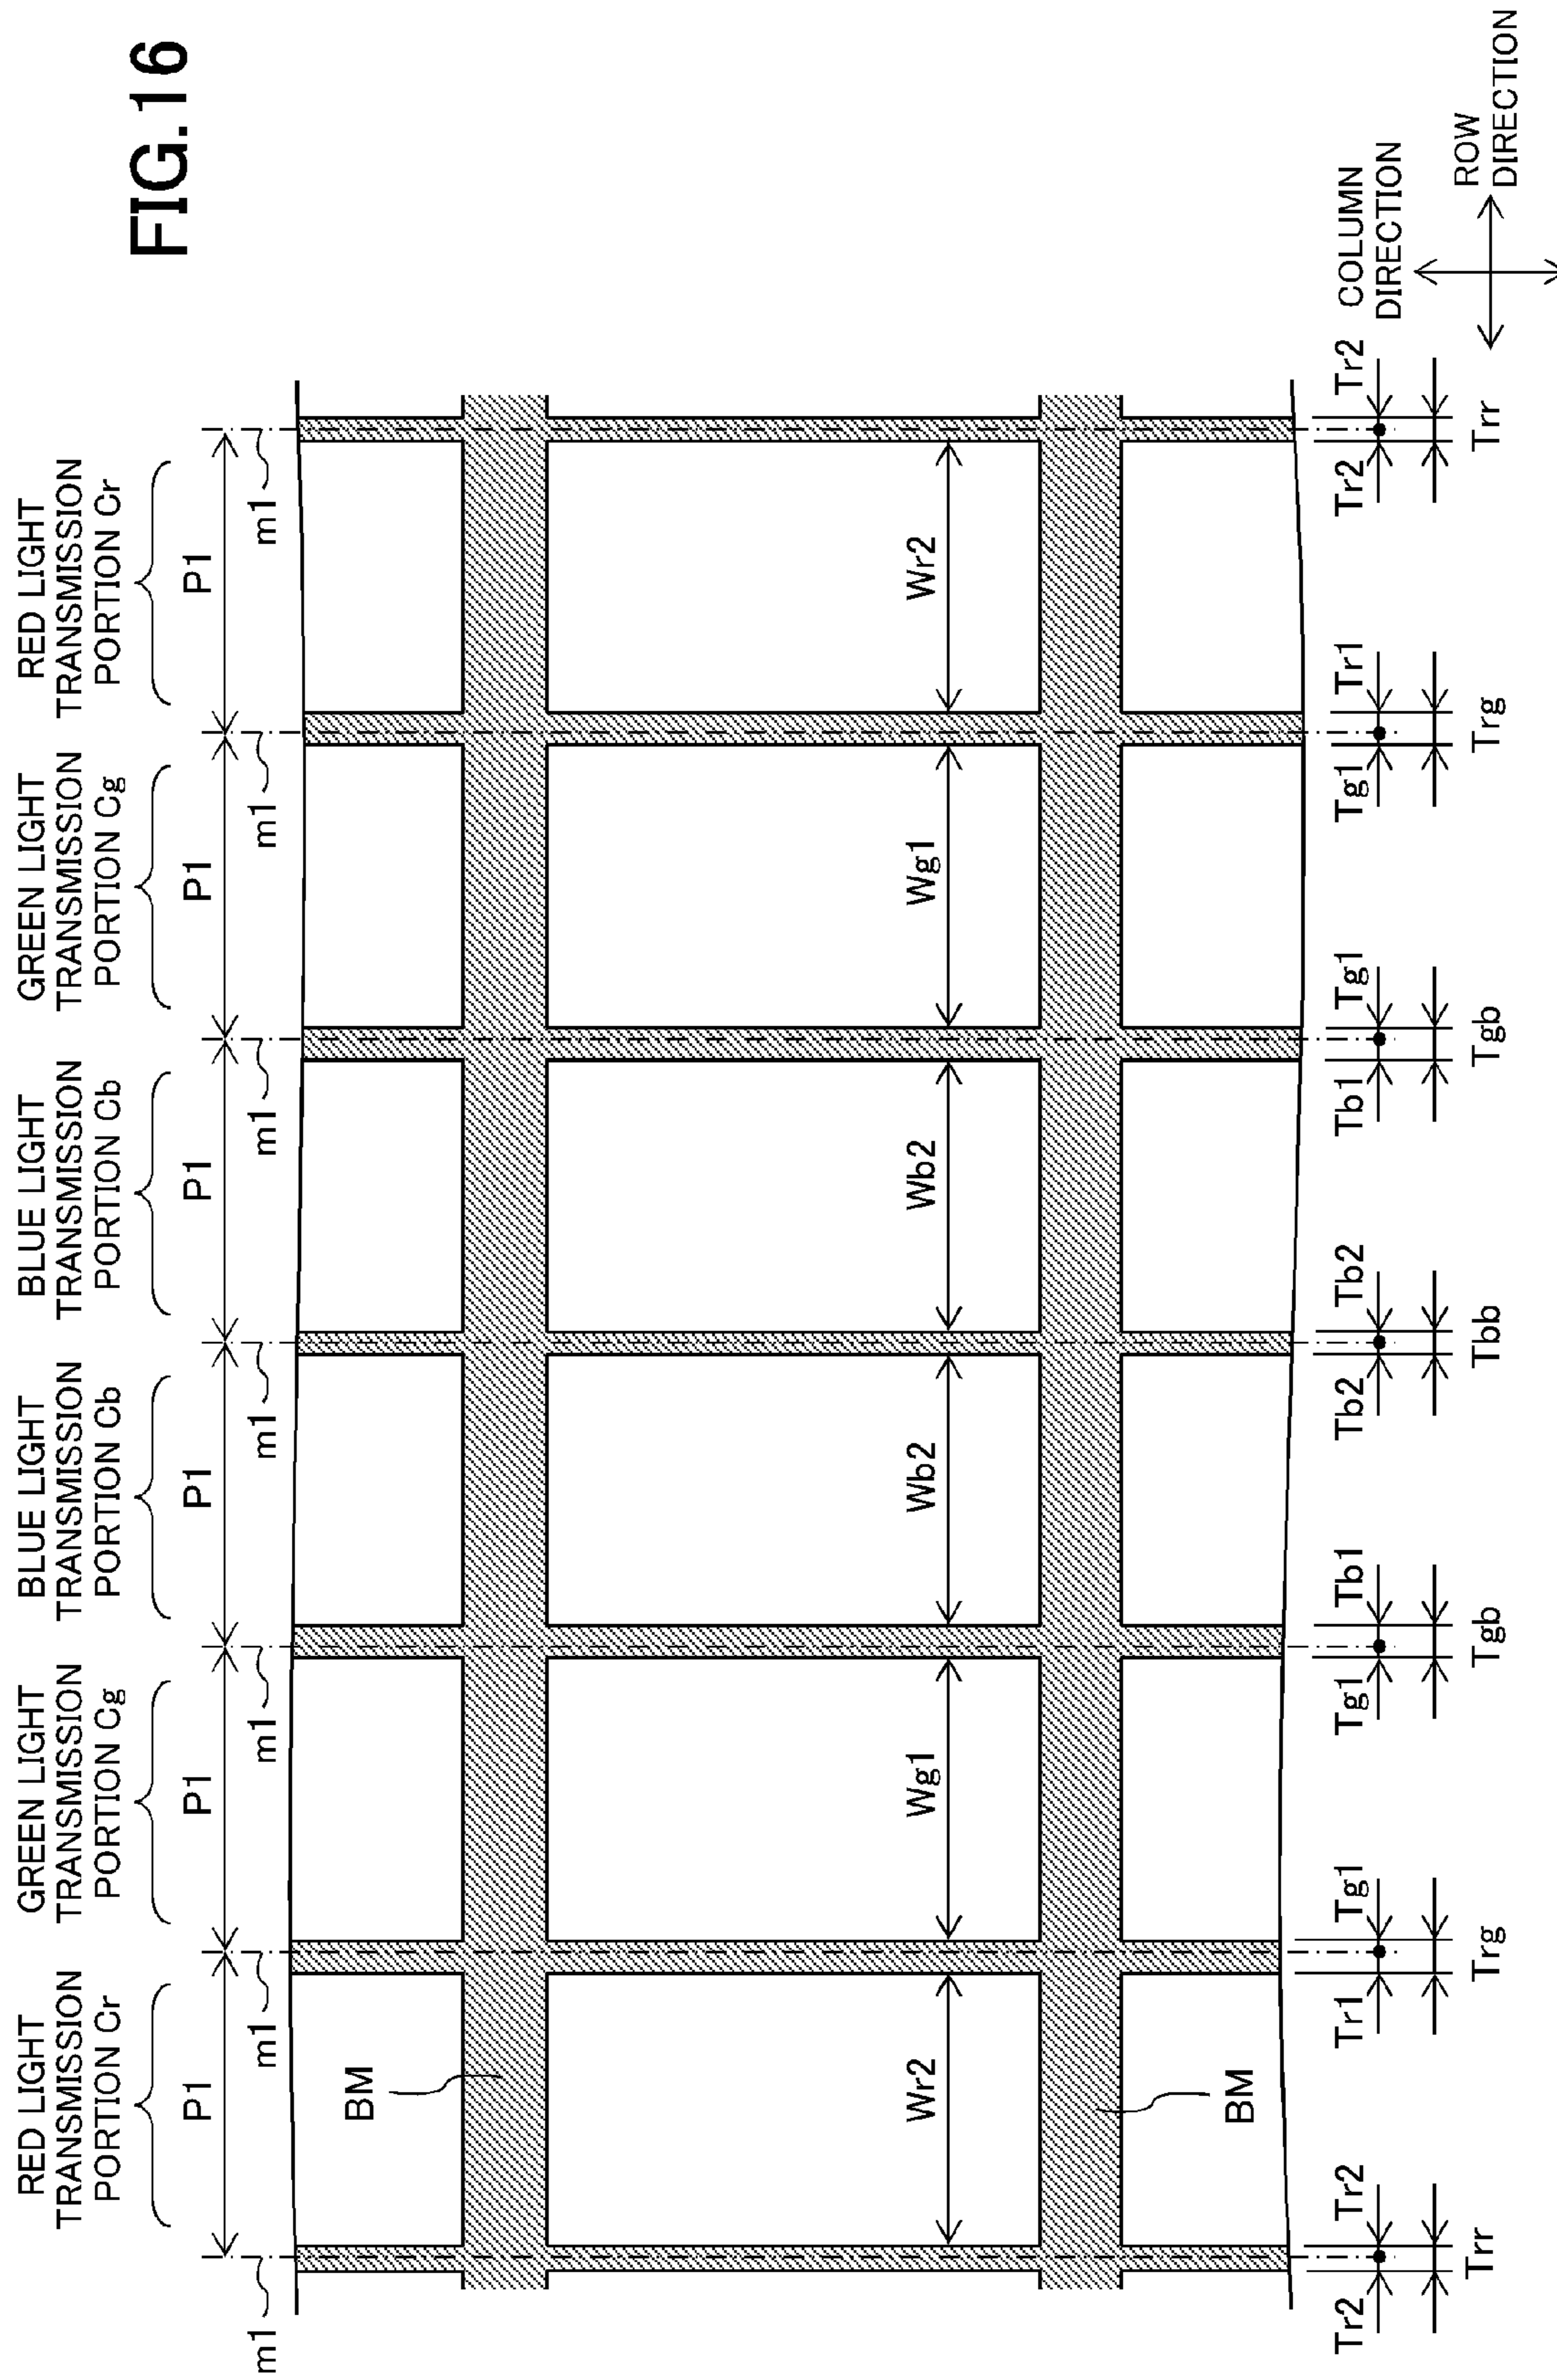 FIG.16
RED LIGHT
TRANSMISSION
PORTION Cr
GREEN LIGHT
TRANSMISSION
PORTION Cg
BLUE LIGHT
TRANSMISSION
PORTION Cb
BLUE LIGHT
TRANSMISSION
PORTION Cb
GREEN LIGHT
TRANSMISSION
PORTION Cg
RED LIGHT
TRANSMISSION
PORTION Cr
P1 P1 P1 P1 P1 P1
m1 m1 m1 m1 m1 m1 m1
BM
Wr2 Wg1 Wb2 Wb2 Wg1 Wr2
BM
Tr2 Tr2 Tr1 Tg1 Tg1 Tb1 Tb2 Tb2 Tb1 Tg1 Tg1 Tr1 Tr2 Tr2
Trr Trg Tgb Tbb Tgb Trg Trr
COLUMN
DIRECTION
ROW
DIRECTION